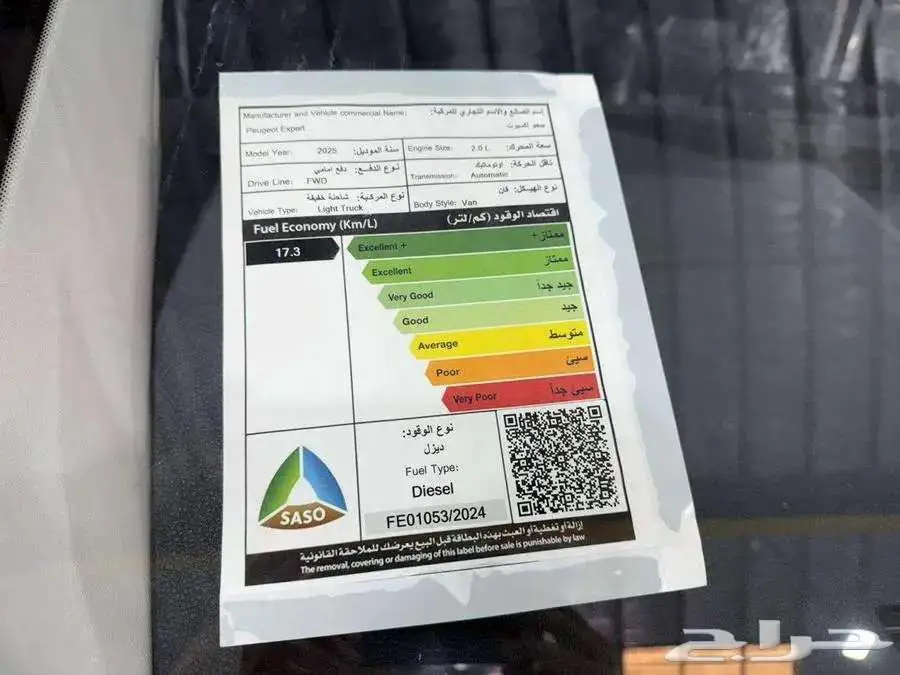 Manufacturer and Vehicle commercial Name: إسم الصانع والاسم التجاري للمركبة:
Peugeot Expert
Model Year: 2025 سنة الموديل: Engine Size: 2.0 L سعة المحرك:
Drive Line: FWD نوع الدفع: دفع امامي Transmission: Automatic ناقل الحركة: اوتوماتيك
Vehicle Type: Light Truck نوع المركبة: شاحنة خفيفة Body Style: Van نوع الهيكل: فان
Fuel Economy (Km/L) اقتصاد الوقود (كم/لتر)
17.3
Excellent + ممتاز+
Excellent ممتاز
Very Good جيد جداً
Good جيد
Average متوسط
Poor سيئ
Very Poor سيئ جداً
SASO
نوع الوقود:
ديزل
Fuel Type:
Diesel
FE01053/2024
إزالة أو تغطية أو العبث بهذه البطاقة قبل البيع يعرضك للملاحقة القانونية
The removal, covering or damaging of this label before sale is punishable by law
حراج